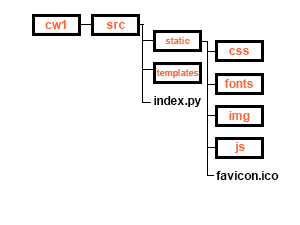 cw1
src
static
css
templates
fonts
index.py
img
js
favicon.ico